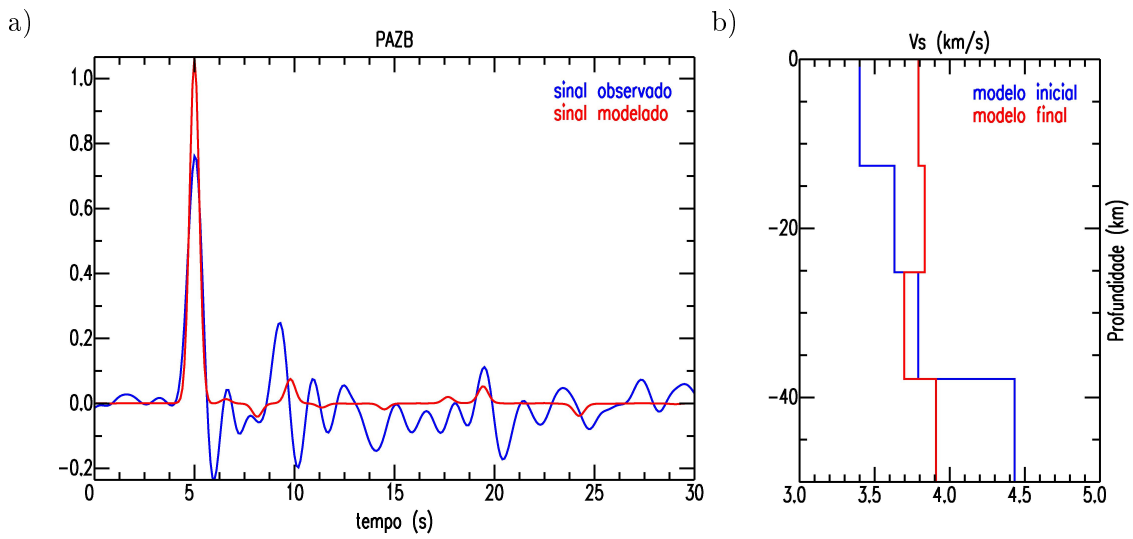 a)
PAZB
sinal observado
sinal modelado
1.0
0.8
0.6
0.4
0.2
0.0
-0.2
0 5 10 15 20 25 30
tempo (s)
b)
Vs (km/s)
modelo inicial
modelo final
0
-20
-40
Profundidade (km)
3.0 3.5 4.0 4.5 5.0